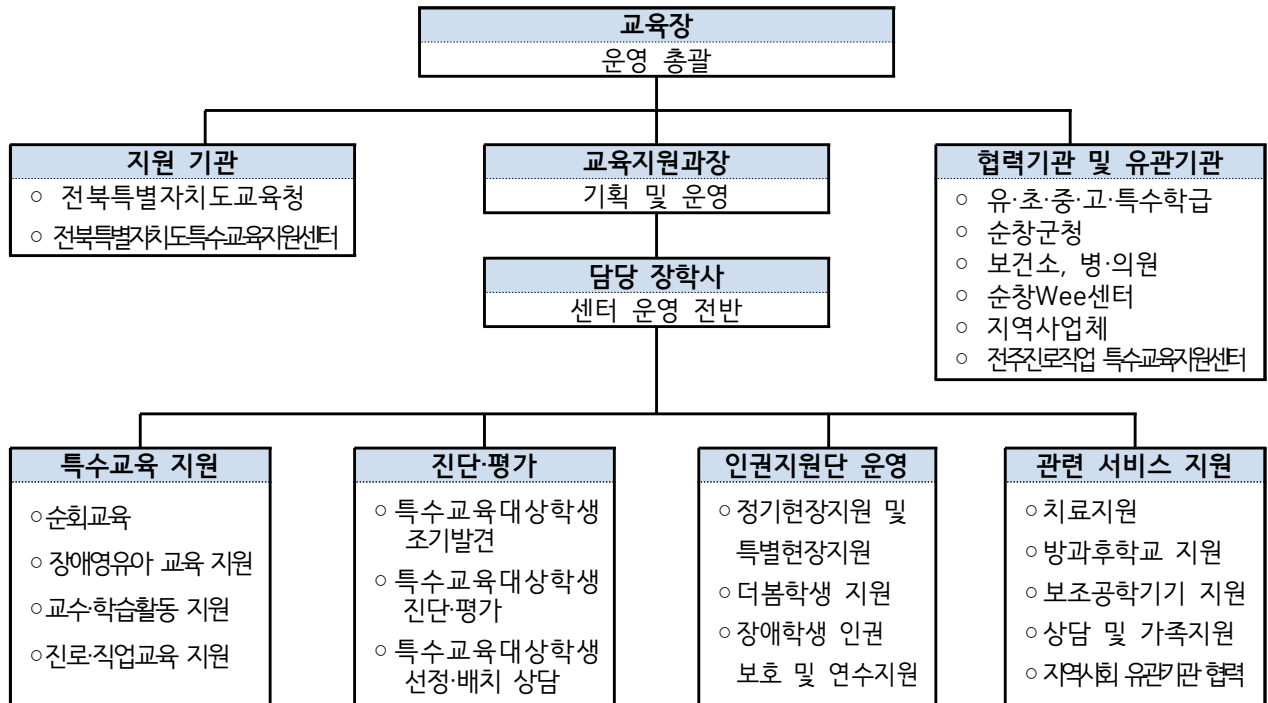 교육장
운영 총괄
지원 기관
○ 전북특별자치도교육청
○ 전북특별자치도특수교육지원센터
교육지원과장
기획 및 운영
담당 장학사
센터 운영 전반
협력기관 및 유관기관
○ 유·초·중·고·특수학급
○ 순창군청
○ 보건소, 병·의원
○ 순창Wee센터
○ 지역사업체
○ 전주진로직업 특수교육지원센터
특수교육 지원
○순회교육
○장애영유아 교육 지원
○교수·학습활동 지원
○진로·직업교육 지원
진단·평가
○특수교육대상학생
조기발견
○특수교육대상학생
진단·평가
○특수교육대상학생
선정·배치 상담
인권지원단 운영
○정기현장지원 및
특별현장지원
○더봄학생 지원
○장애학생 인권
보호 및 연수지원
관련 서비스 지원
○치료지원
○방과후학교 지원
○보조공학기기 지원
○상담 및 가족지원
○지역사회 유관기관 협력